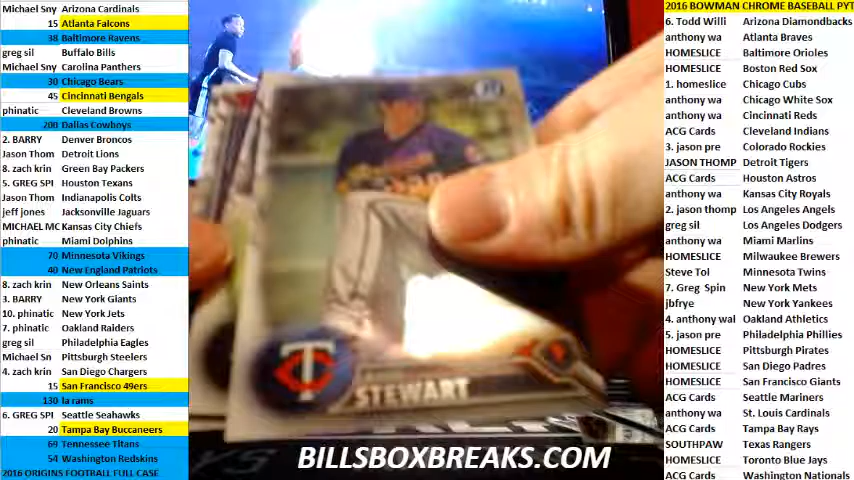 Michael Sny Arizona Cardinals
15 Atlanta Falcons
38 Baltimore Ravens
greg sil Buffalo Bills
Michael Sny Carolina Panthers
30 Chicago Bears
45 Cincinnati Bengals
phinatic Cleveland Browns
200 Dallas Cowboys
2. BARRY Denver Broncos
Jason Thom Detroit Lions
8. zach krin Green Bay Packers
5. GREG SPI Houston Texans
Jason Thom Indianapolis Colts
jeff jones Jacksonville Jaguars
MICHAEL MC Kansas City Chiefs
phinatic Miami Dolphins
70 Minnesota Vikings
40 New England Patriots
8. zach krin New Orleans Saints
3. BARRY New York Giants
10. phinatic New York Jets
7. phinatic Oakland Raiders
greg sil Philadelphia Eagles
Michael Sn Pittsburgh Steelers
4. zach krin San Diego Chargers
15 San Francisco 49ers
130 la rams
6. GREG SPI Seattle Seahawks
20 Tampa Bay Buccaneers
69 Tennessee Titans
54 Washington Redskins
2016 ORIGINS FOOTBALL FULL CASE
TC
STEWART
BILLSBOXBREAKS.COM
2016 BOWMAN CHROME BASEBALL PYT
6. Todd Willi Arizona Diamondbacks
anthony wa Atlanta Braves
HOMESLICE Baltimore Orioles
HOMESLICE Boston Red Sox
1. homeslice Chicago Cubs
anthony wa Chicago White Sox
anthony wa Cincinnati Reds
ACG Cards Cleveland Indians
3. jason pre Colorado Rockies
JASON THOMP Detroit Tigers
ACG Cards Houston Astros
anthony wa Kansas City Royals
2. jason thomp Los Angeles Angels
greg sil Los Angeles Dodgers
anthony wa Miami Marlins
HOMESLICE Milwaukee Brewers
Steve Tol Minnesota Twins
7. Greg Spin New York Mets
jbfrye New York Yankees
4. anthony wal Oakland Athletics
5. jason pre Philadelphia Phillies
HOMESLICE Pittsburgh Pirates
HOMESLICE San Diego Padres
HOMESLICE San Francisco Giants
ACG Cards Seattle Mariners
anthony wa St. Louis Cardinals
ACG Cards Tampa Bay Rays
SOUTHPAW Texas Rangers
HOMESLICE Toronto Blue Jays
ACG Cards Washington Nationals